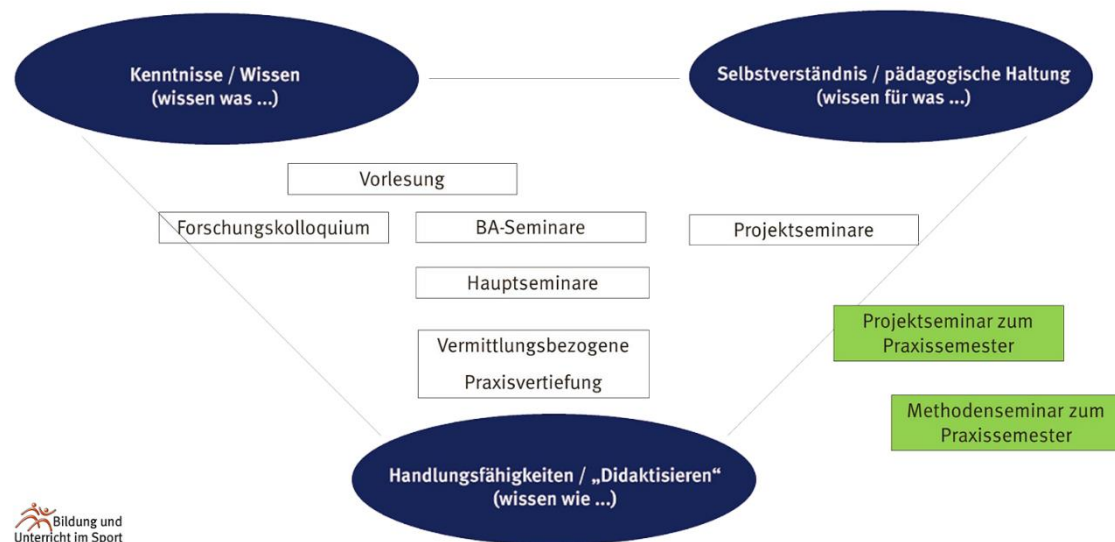 Kenntnisse / Wissen
(wissen was ...)
Selbstverständnis / pädagogische Haltung
(wissen für was ...)
Vorlesung
Forschungskolloquium
BA-Seminare
Projektseminare
Hauptseminare
Projektseminar zum
Praxissemester
Vermittlungsbezogene
Praxisvertiefung
Methodenseminar zum
Praxissemester
Handlungsfähigkeiten / „Didaktisieren“
(wissen wie ...)
Bildung und
Unterricht im Sport